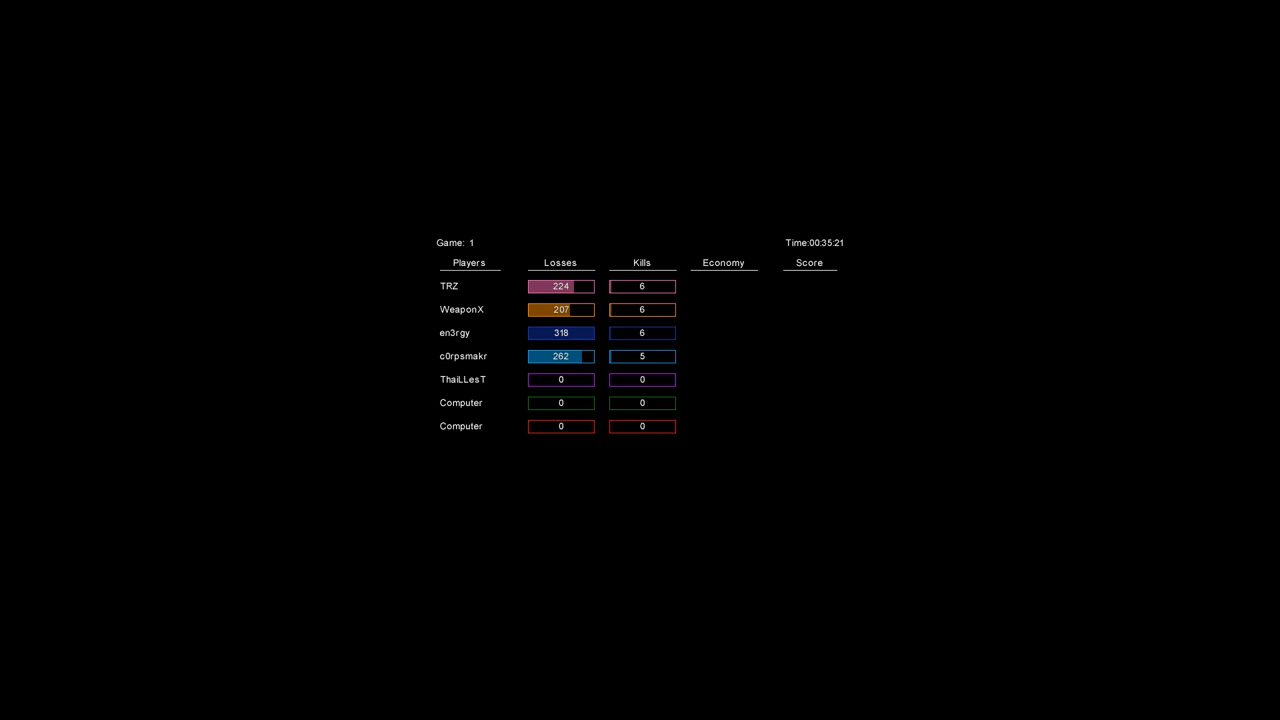 Game: 1 Time:00:35:21
Players Losses Kills Economy Score
TRZ 224 6
WeaponX 207 6
en3rgy 318 6
c0rpsmakr 262 5
ThaiLLesT 0 0
Computer 0 0
Computer 0 0